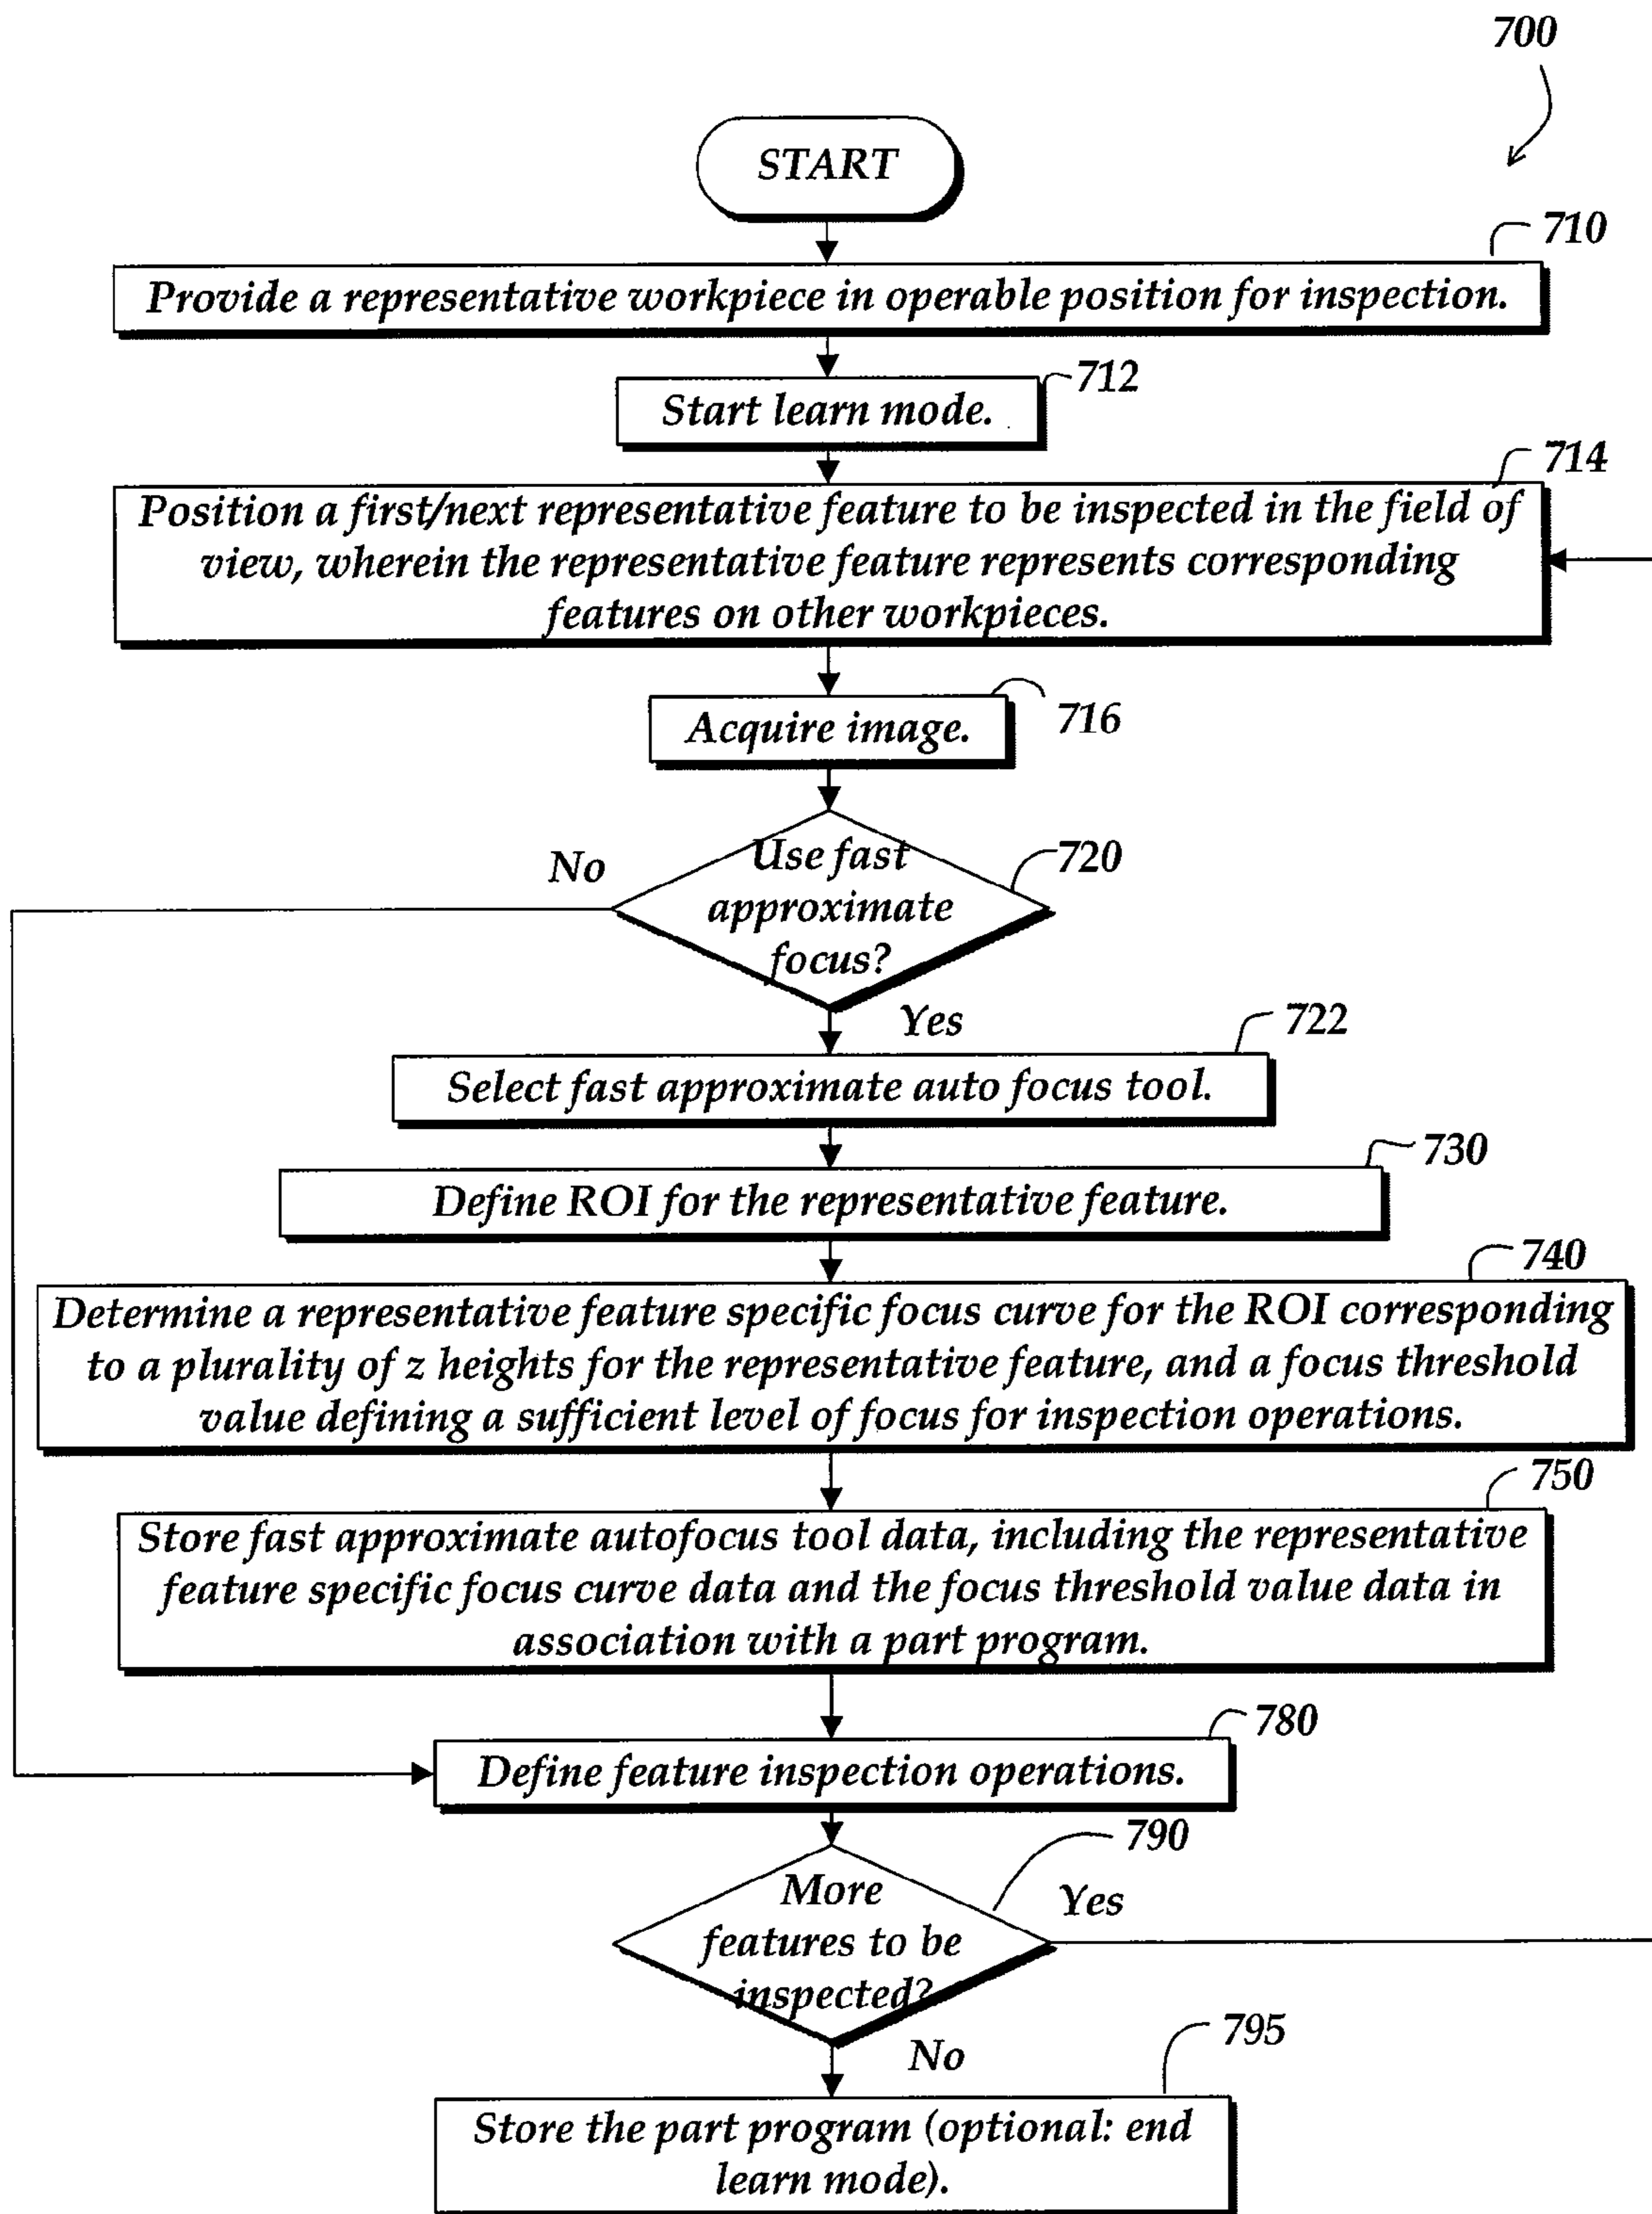 700
START
710
Provide a representative workpiece in operable position for inspection.
712
Start learn mode.
714
Position a first/next representative feature to be inspected in the field of
view, wherein the representative feature represents corresponding
features on other workpieces.
716
Acquire image.
720
No
Use fast
approximate
focus?
Yes
722
Select fast approximate auto focus tool.
730
Define ROI for the representative feature.
740
Determine a representative feature specific focus curve for the ROI corresponding
to a plurality of z heights for the representative feature, and a focus threshold
value defining a sufficient level of focus for inspection operations.
750
Store fast approximate autofocus tool data, including the representative
feature specific focus curve data and the focus threshold value data in
association with a part program.
780
Define feature inspection operations.
790
More
features to be
inspected?
Yes
No
795
Store the part program (optional: end
learn mode).